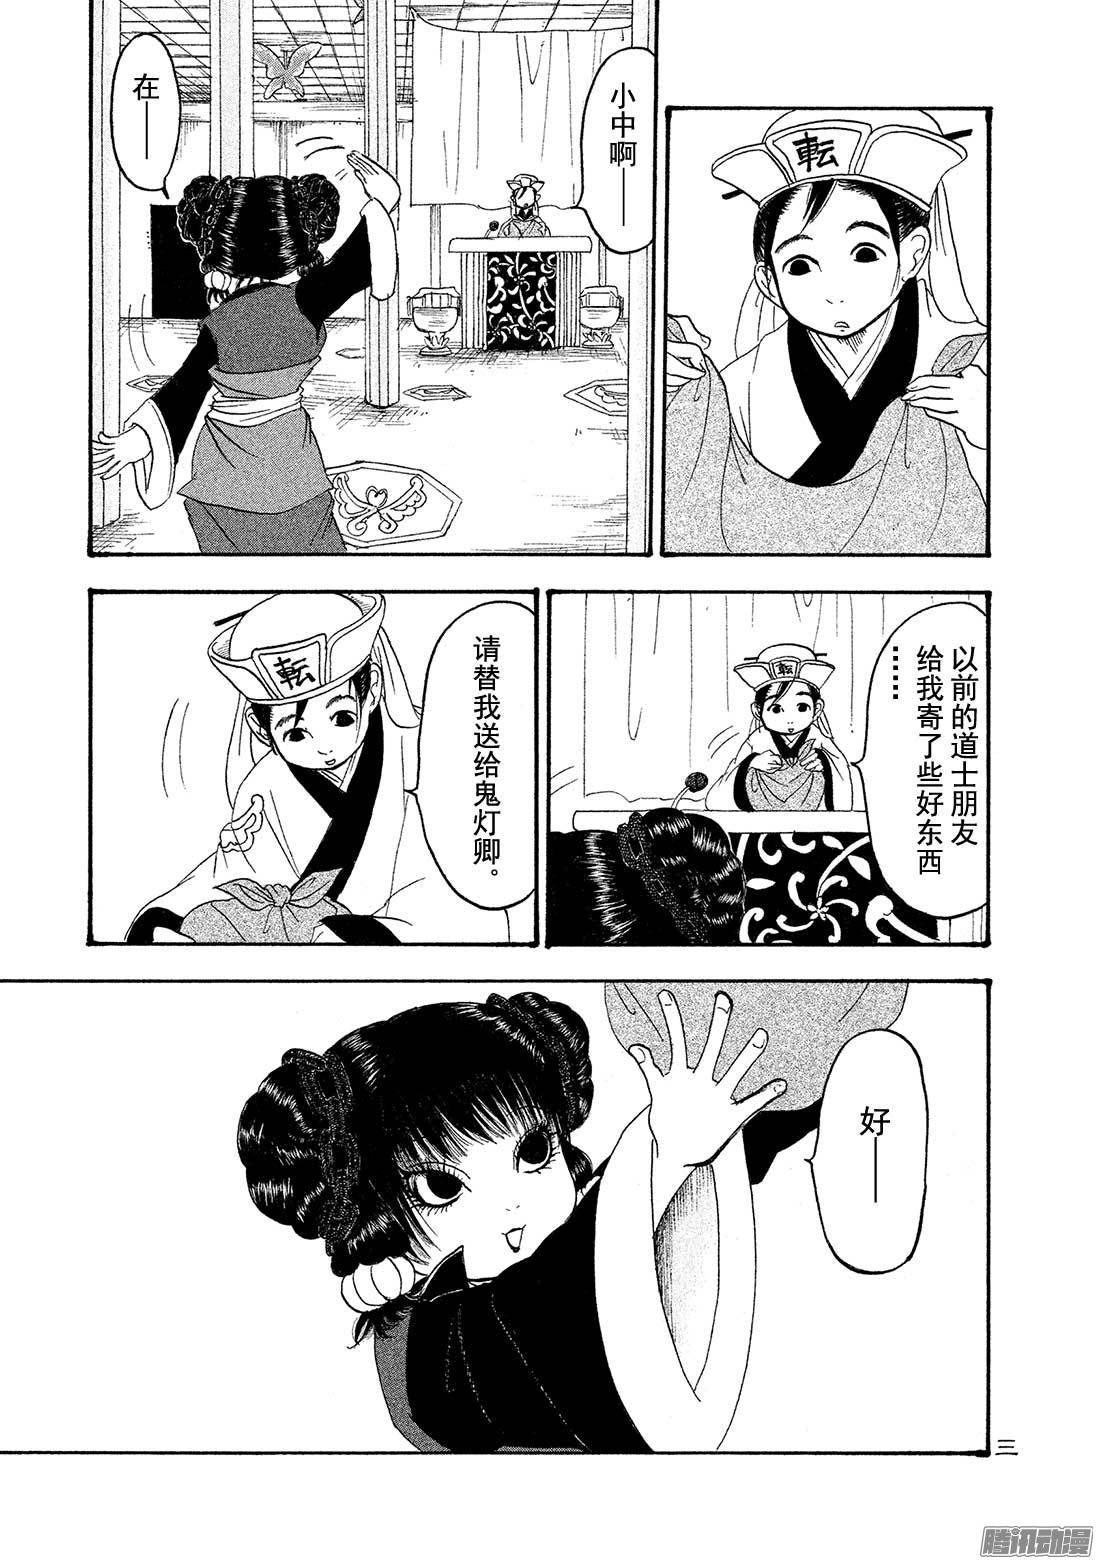 転
小中啊——
在——
以前的道士朋友
给我寄了些好东西
……
転
请替我送给鬼灯卿。
転
好——
三
腾讯动漫